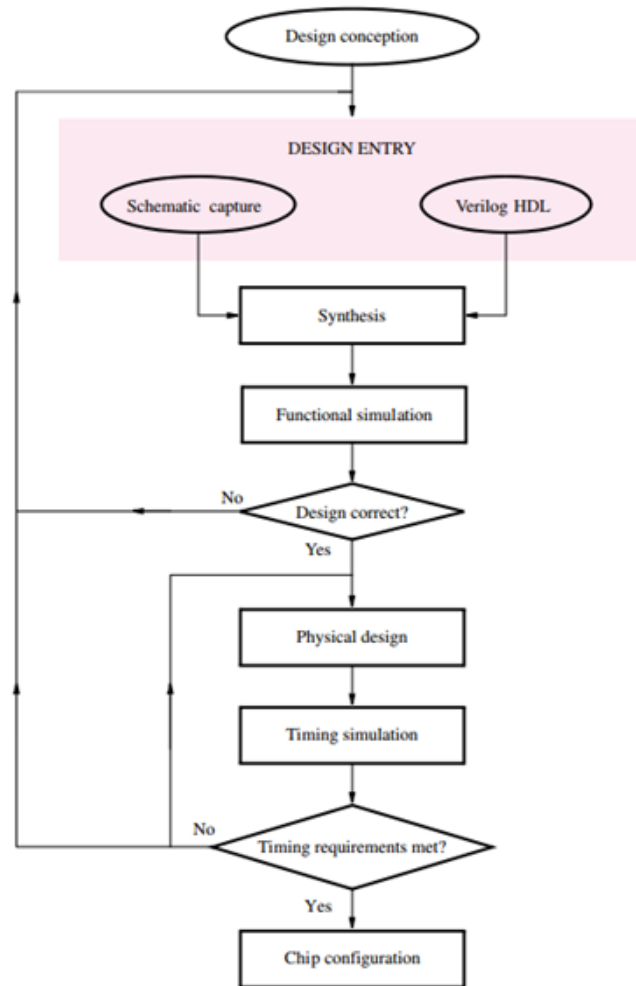 Design conception
DESIGN ENTRY
Schematic capture
Verilog HDL
Synthesis
Functional simulation
No
Design correct?
Yes
Physical design
Timing simulation
No
Timing requirements met?
Yes
Chip configuration